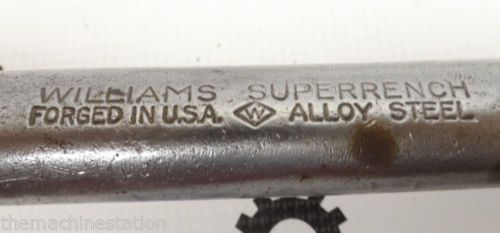 WILLIAMS SUPERRENCH
FORGED IN U.S.A. W ALLOY STEEL
themachinestation